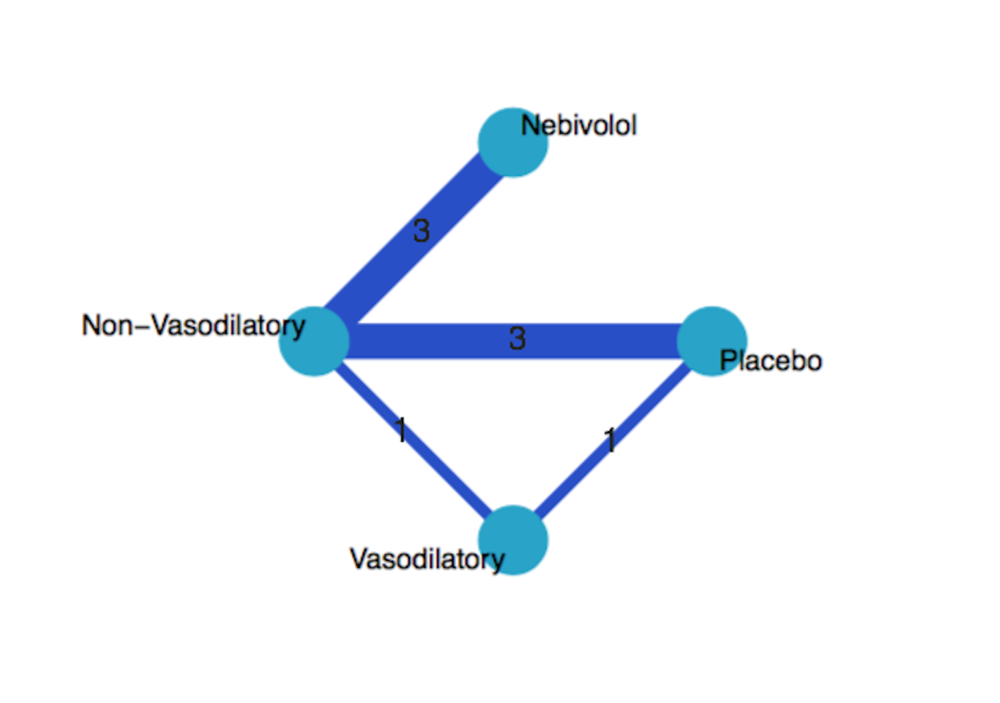 Nebivolol
3
Non−Vasodilatory
3
Placebo
1
1
Vasodilatory